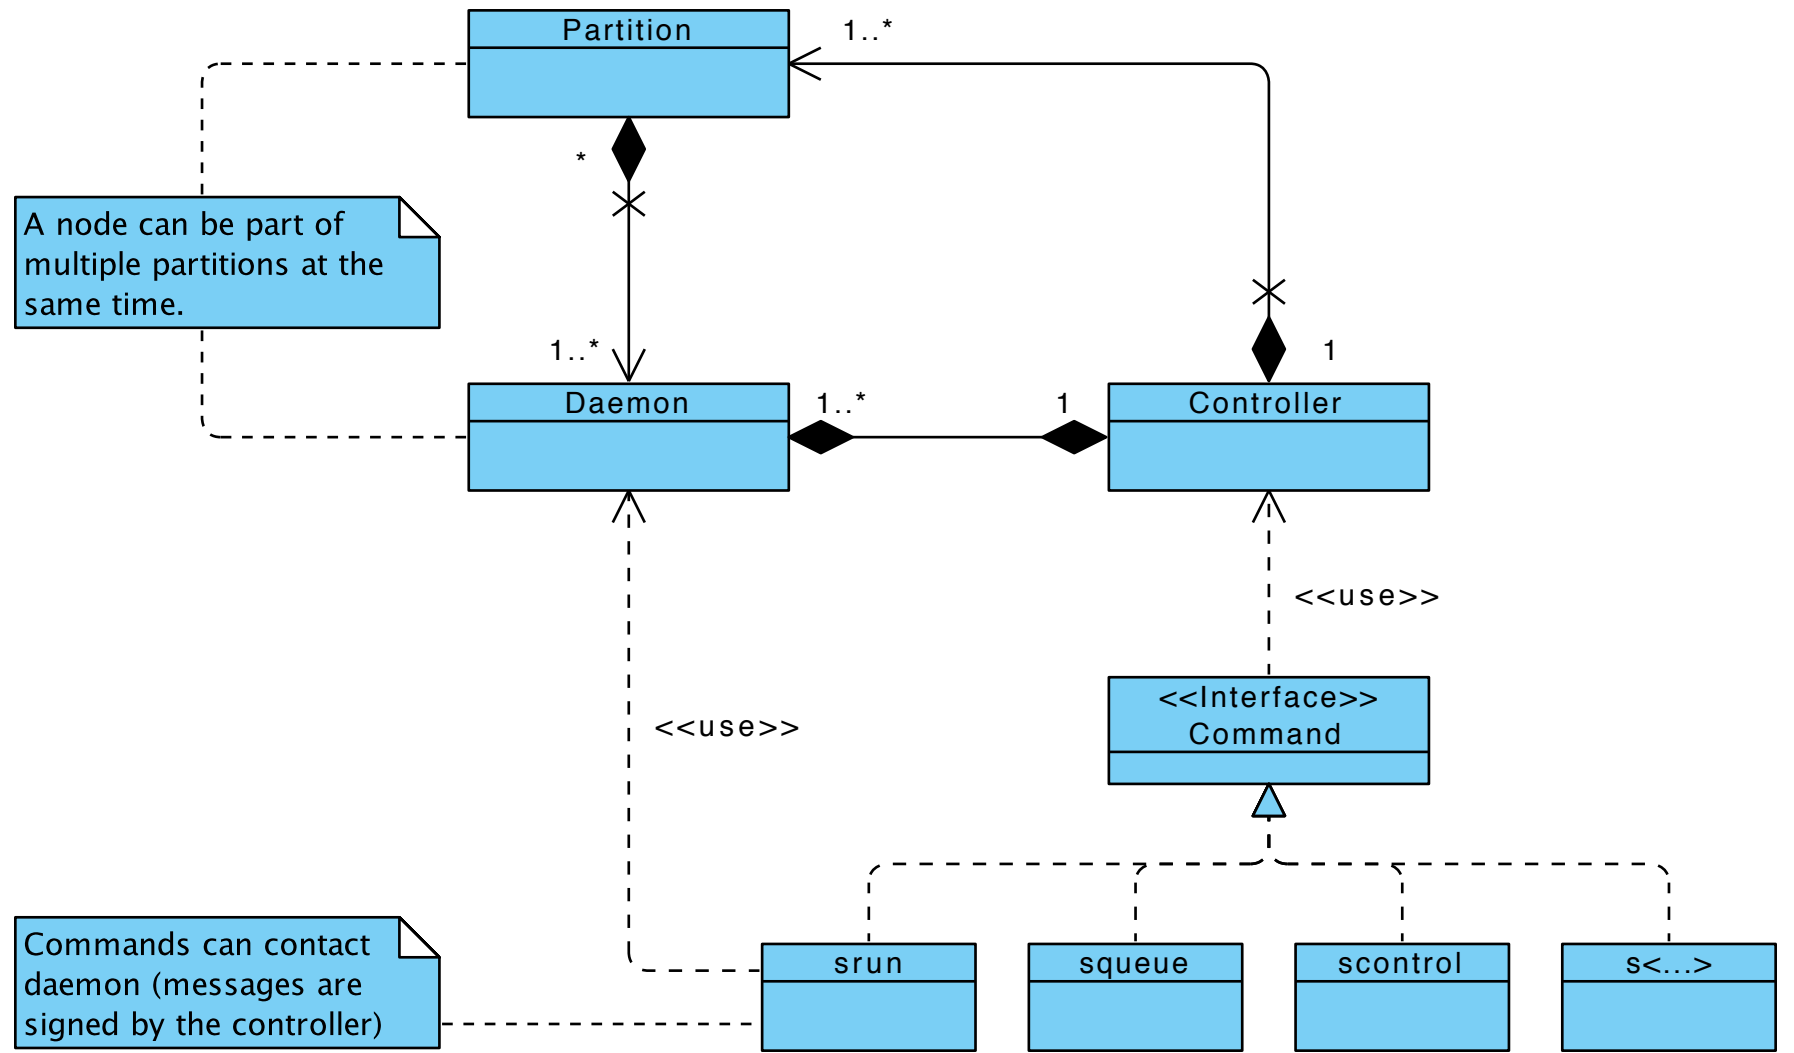 Partition
1..*
*
A node can be part of
multiple partitions at the
same time.
1..*
1
Daemon
1..*
1
Controller
<<use>>
<<Interface>>
Command
<<use>>
Commands can contact
daemon (messages are
signed by the controller)
srun
squeue
scontrol
s<...>